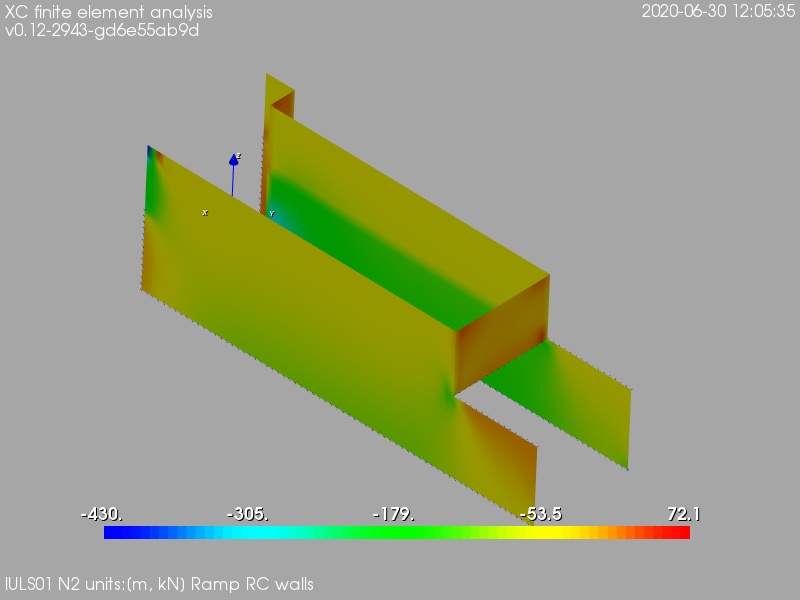 XC finite element analysis
v0.12-2943-gd6e55ab9d
2020-06-30 12:05:35
Z
X
Y
-430. -305. -179. -53.5 72.1
IULS01 N2 units:[m, kN] Ramp RC walls